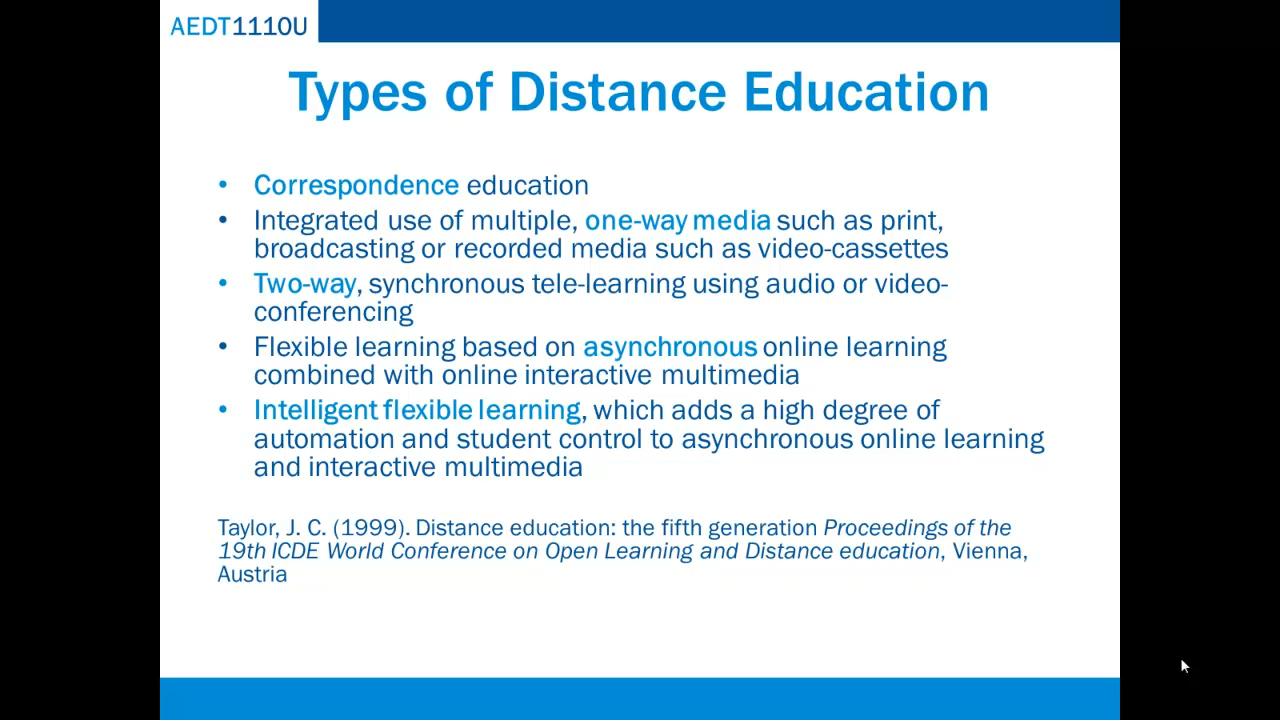 AEDT1110U
Types of Distance Education
• Correspondence education
• Integrated use of multiple, one-way media such as print,
broadcasting or recorded media such as video-cassettes
• Two-way, synchronous tele-learning using audio or video-
conferencing
• Flexible learning based on asynchronous online learning
combined with online interactive multimedia
• Intelligent flexible learning, which adds a high degree of
automation and student control to asynchronous online learning
and interactive multimedia
Taylor, J. C. (1999). Distance education: the fifth generation Proceedings of the
19th ICDE World Conference on Open Learning and Distance education, Vienna,
Austria